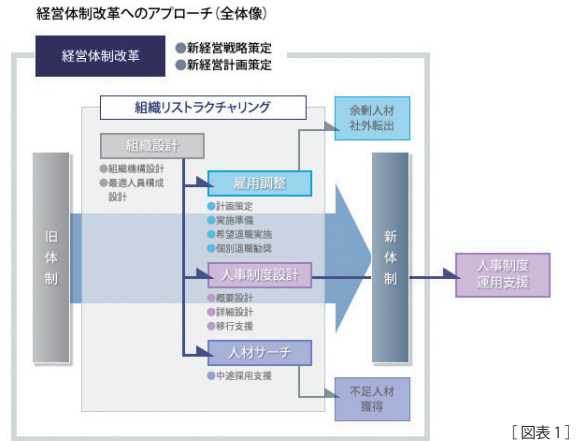 経営体制改革へのアプローチ（全体像）
経営体制改革
●新経営戦略策定
●新経営計画策定
組織リストラクチャリング
余剰人材
社外転出
組織設計
●組織機構設計
●最適人員構成
設計
雇用調整
●計画策定
●実施準備
●希望退職実施
●個別退職勧奨
旧体制
新体制
人事制度設計
●概要設計
●詳細設計
●移行支援
人事制度
運用支援
人材サーチ
●中途採用支援
不足人材
獲得
［図表1］